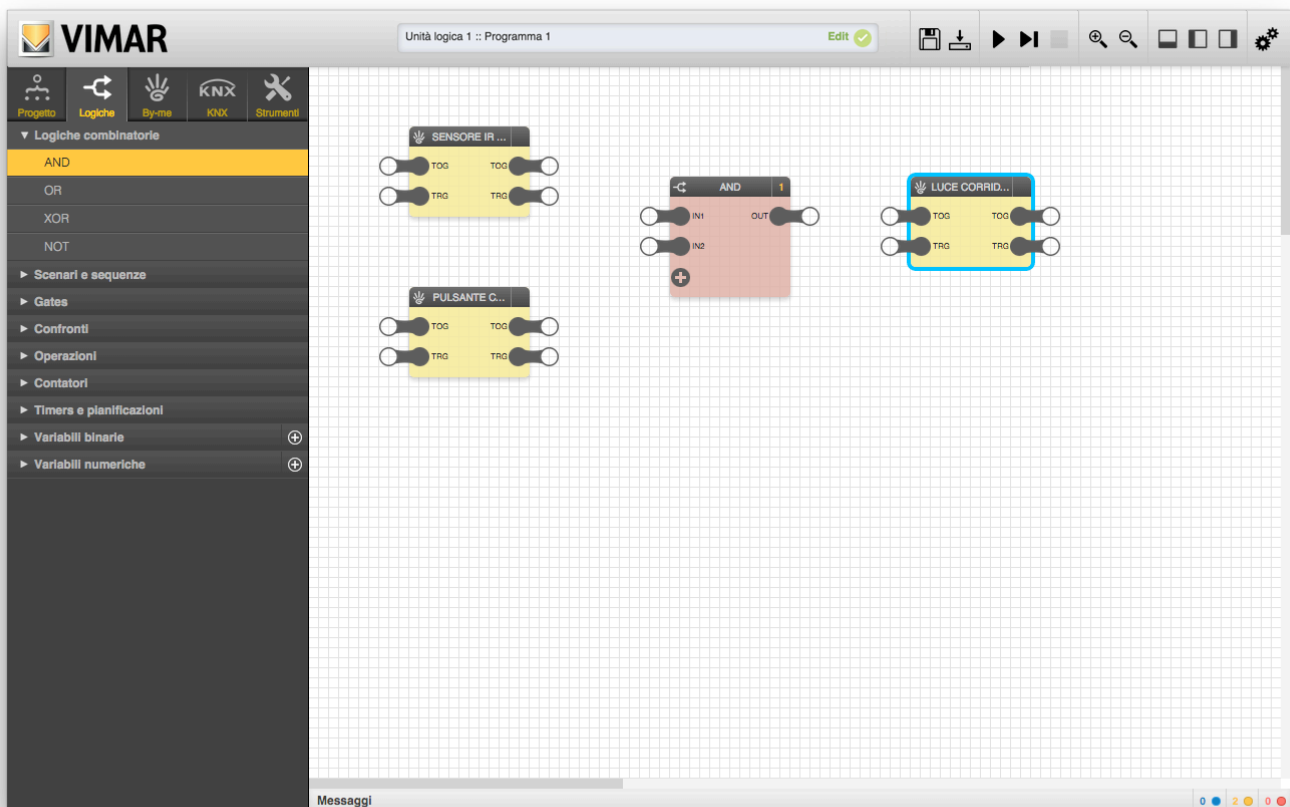 VIMAR
Unità logica 1 :: Programma 1
Edit
Progetto
Logiche
By-me
KNX
KNX
Strumenti
Logiche combinatorie
AND
OR
XOR
NOT
Scenari e sequenze
Gates
Confronti
Operazioni
Contatori
Timers e planificazioni
Variabili binarie
Variabili numeriche
SENSORE IR ...
TOG TOG
TRG TRG
AND 1
IN1 OUT
IN2
LUCE CORRID...
TOG TOG
TRG TRG
PULSANTE C...
TOG TOG
TRG TRG
Messaggi
0 2 0